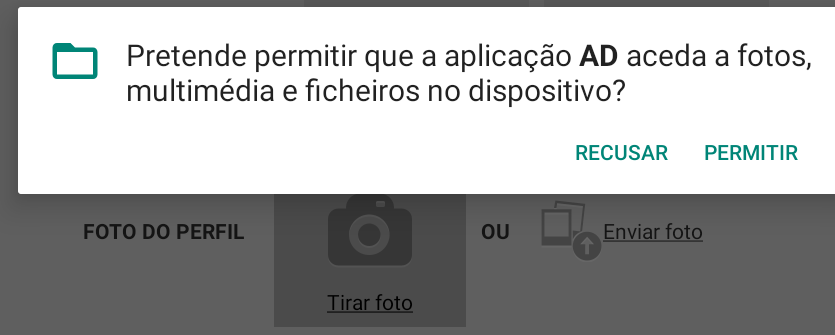 Pretende permitir que a aplicação AD aceda a fotos,
multimédia e ficheiros no dispositivo?
RECUSAR PERMITIR
FOTO DO PERFIL OU Enviar foto
Tirar foto